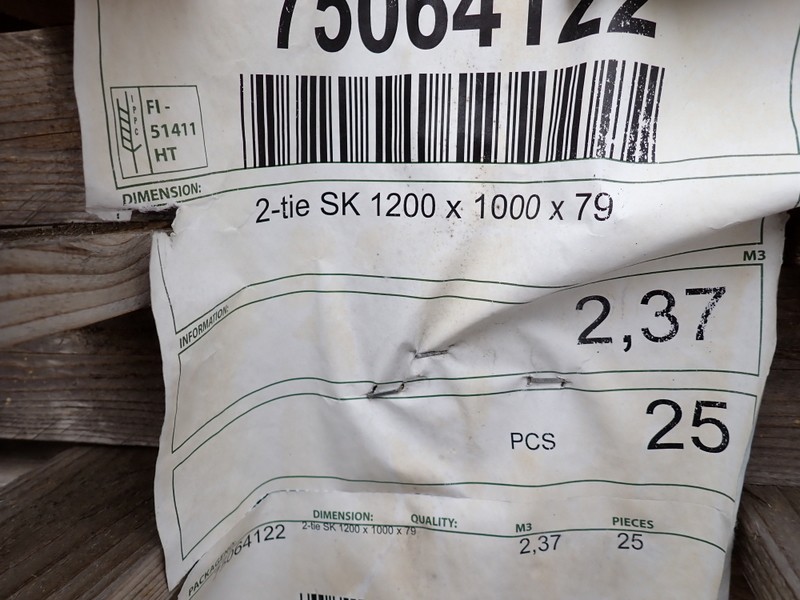 75064122
IPPC
FI -
51411
HT
DIMENSION:
2-tie SK 1200 x 1000 x 79
M3
INFORMATION:
2,37
PCS 25
DIMENSION: QUALITY: M3 PIECES
2-tie SK 1200 x 1000 x 79 2,37 25